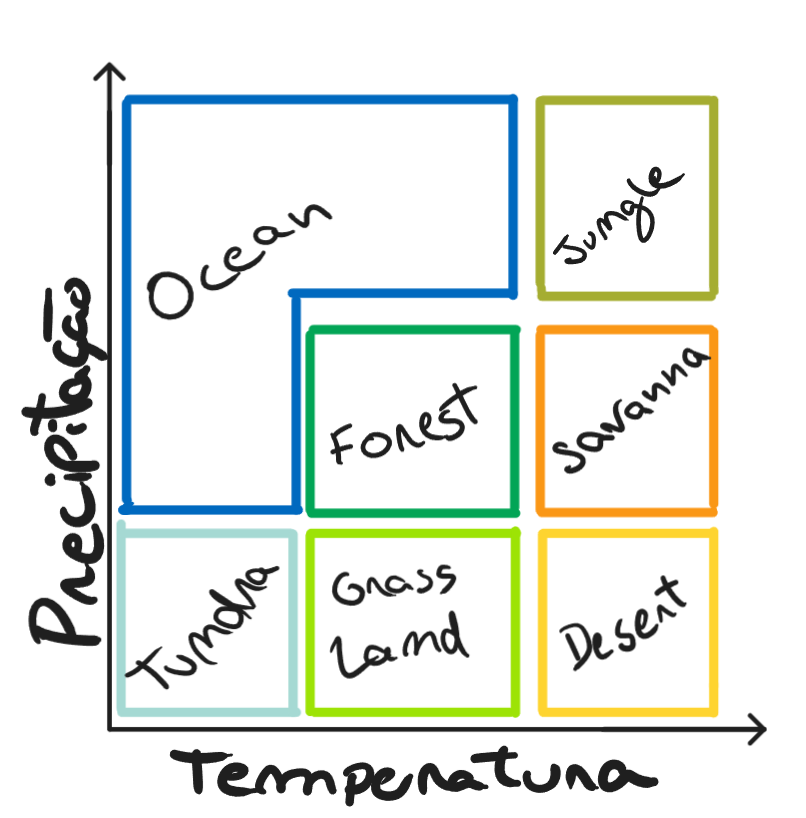 Precipitação
Ocean
Jungle
Forest
Savanna
Tundra
Grass
Land
Desert
Temperatura